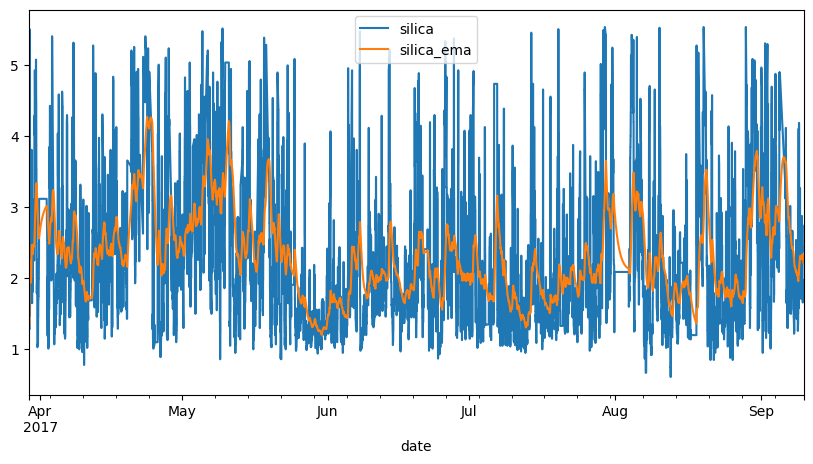 silica
silica_ema
5
4
3
2
1
Apr
2017
May
Jun
Jul
Aug
Sep
date